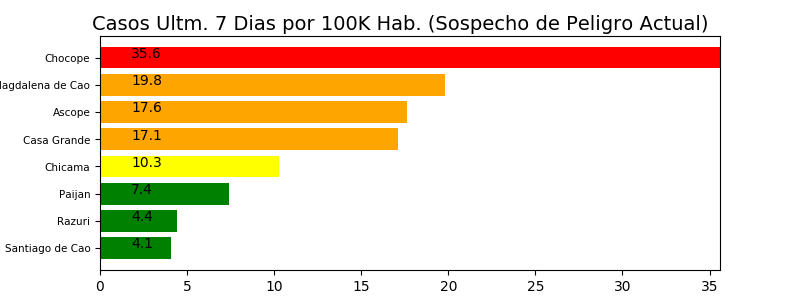 Casos Ultm. 7 Dias por 100K Hab. (Sospecho de Peligro Actual)
Chocope 35.6
agdalena de Cao 19.8
Ascope 17.6
Casa Grande 17.1
Chicama 10.3
Paijan 7.4
Razuri 4.4
Santiago de Cao 4.1
0 5 10 15 20 25 30 35